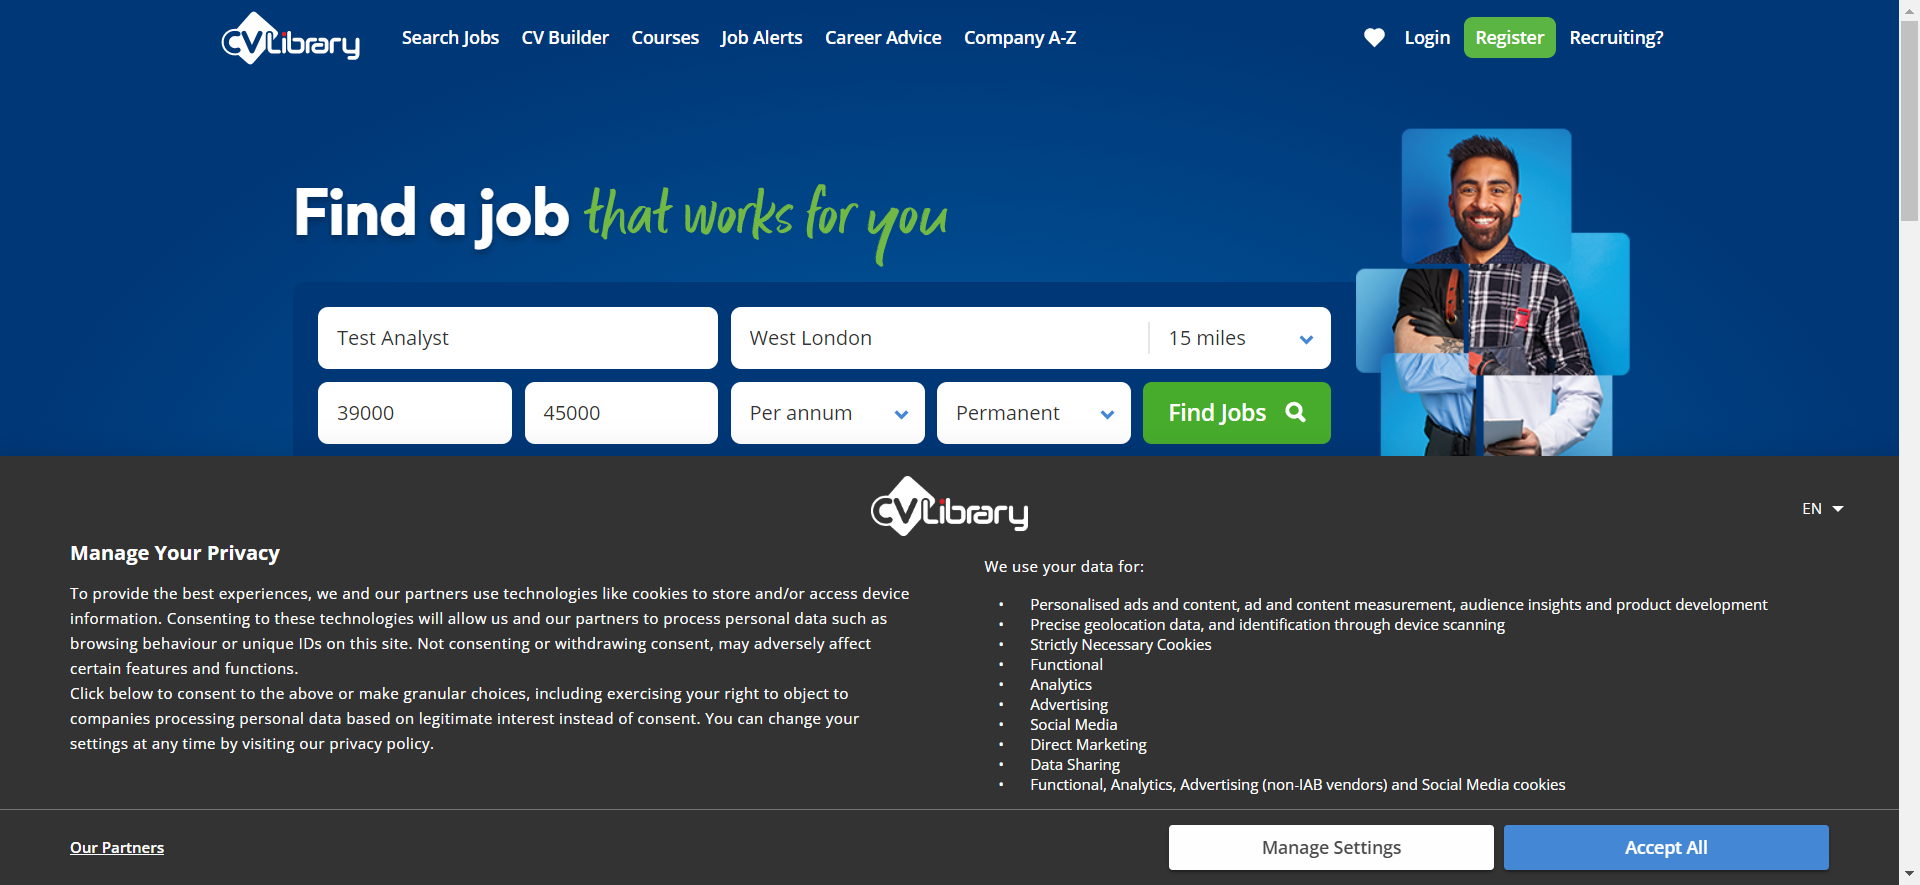 CVLibrary
Search Jobs CV Builder Courses Job Alerts Career Advice Company A-Z
Login Register Recruiting?
Find a job that works for you
Test Analyst West London 15 miles
39000 45000 Per annum Permanent Find Jobs
CVLibrary
EN
Manage Your Privacy
To provide the best experiences, we and our partners use technologies like cookies to store and/or access device
information. Consenting to these technologies will allow us and our partners to process personal data such as
browsing behaviour or unique IDs on this site. Not consenting or withdrawing consent, may adversely affect
certain features and functions.
Click below to consent to the above or make granular choices, including exercising your right to object to
companies processing personal data based on legitimate interest instead of consent. You can change your
settings at any time by visiting our privacy policy.
We use your data for:
• Personalised ads and content, ad and content measurement, audience insights and product development
• Precise geolocation data, and identification through device scanning
• Strictly Necessary Cookies
• Functional
• Analytics
• Advertising
• Social Media
• Direct Marketing
• Data Sharing
• Functional, Analytics, Advertising (non-IAB vendors) and Social Media cookies
Our Partners
Manage Settings Accept All